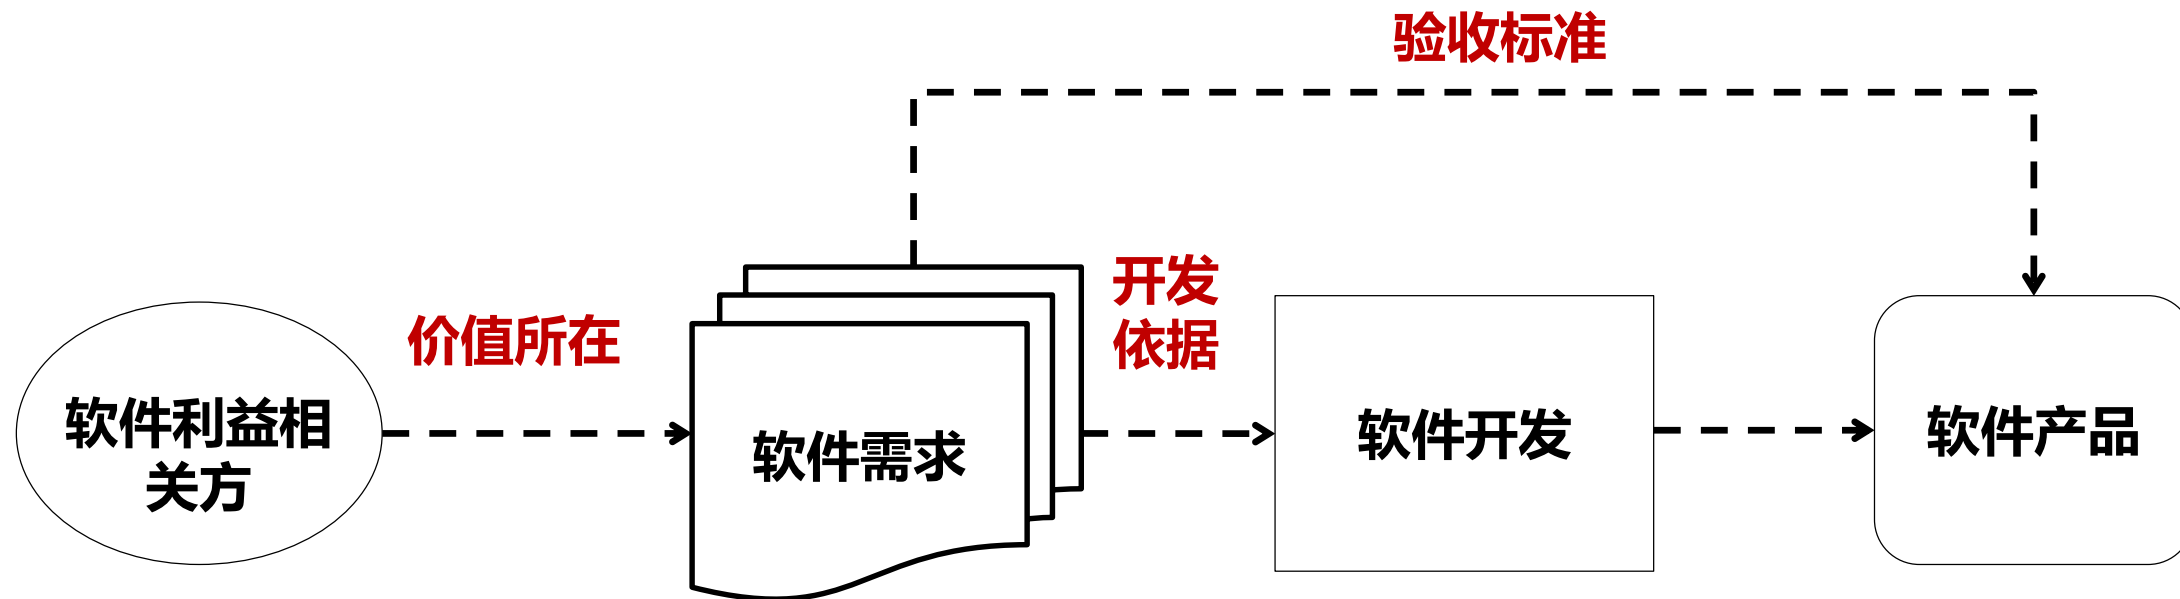 验收标准
开发
依据
价值所在
软件利益相
关方
软件需求
软件开发
软件产品